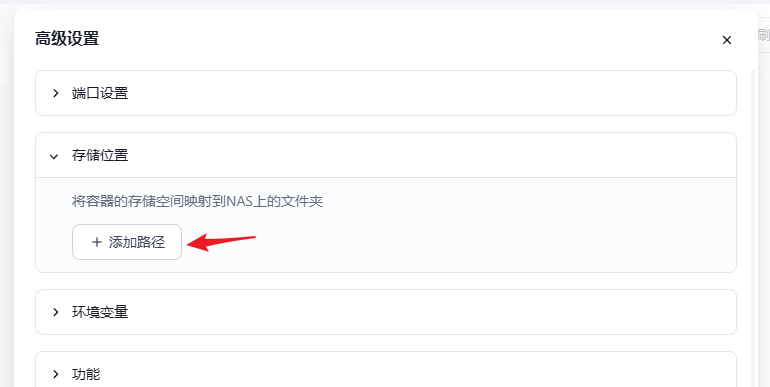 高级设置
刷
端口设置
存储位置
将容器的存储空间映射到NAS上的文件夹
添加路径
环境变量
功能